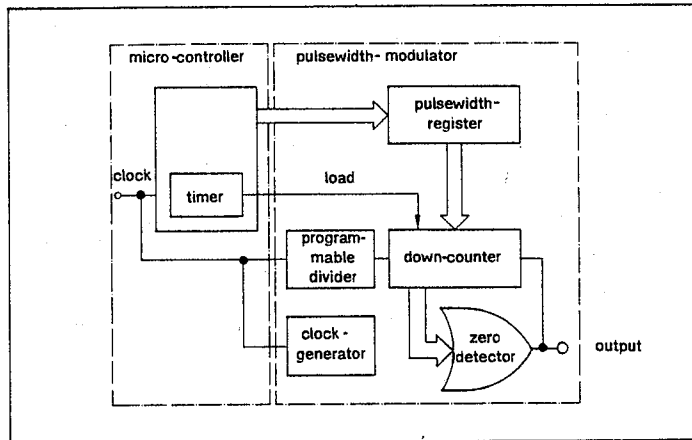 micro-controller
pulsewidth-modulator
pulsewidth-
register
clock
timer
load
program-
mable
divider
down-counter
clock-
generator
zero
detector
output